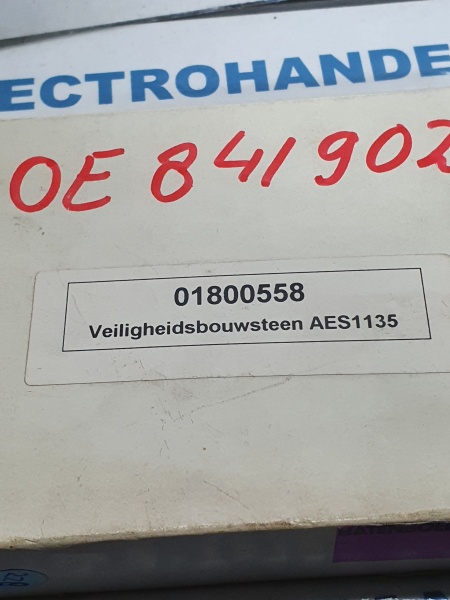 ECTROHANDE
OE 841902
01800558
Veiligheidsbouwsteen AES1135